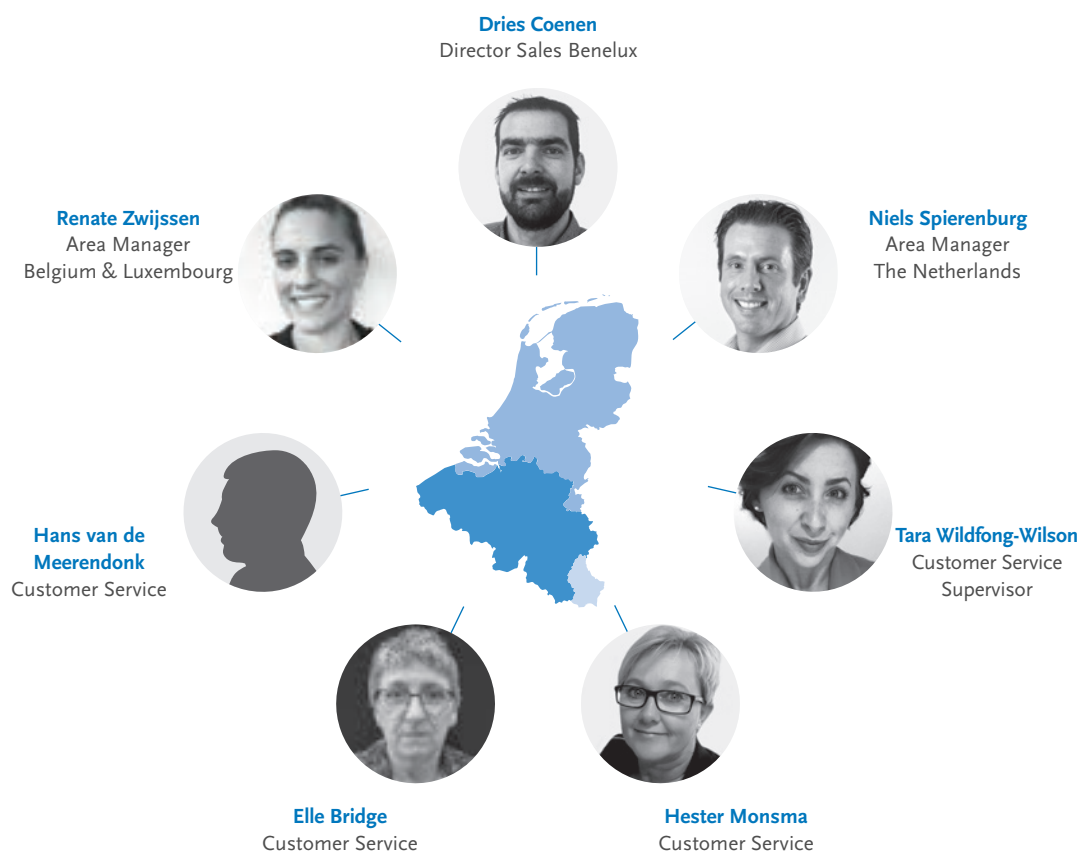 Dries Coenen
Director Sales Benelux
Renate Zwijssen
Area Manager
Belgium & Luxembourg
Niels Spierenburg
Area Manager
The Netherlands
Hans van de
Meerendonk
Customer Service
Tara Wildfong-Wilson
Customer Service
Supervisor
Elle Bridge
Customer Service
Hester Monsma
Customer Service